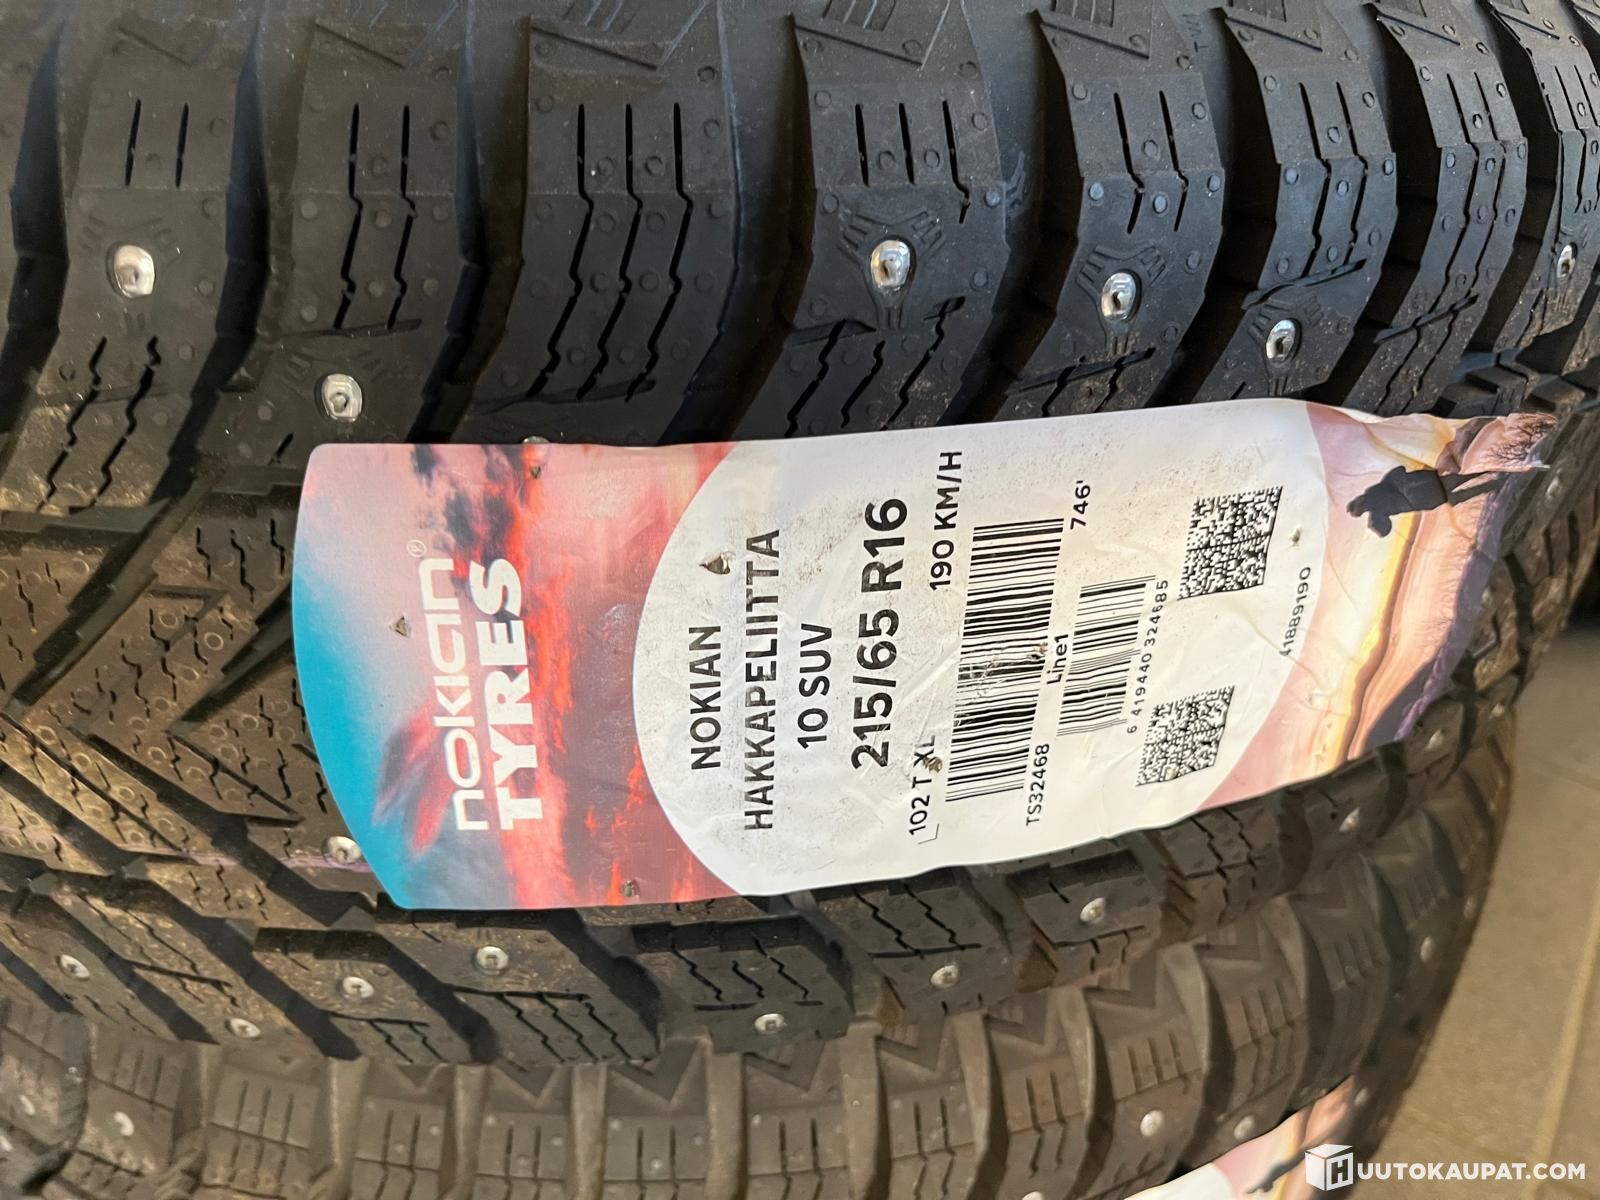 nokian®
TYRES
NOKIAN
HAKKAPELIITTA
10 SUV
215/65 R16
102 T XL 190 KM/H
TS32468 Line1 746'
6 419440 324685
41889190
TWI
HUUTOKAUPAT.COM